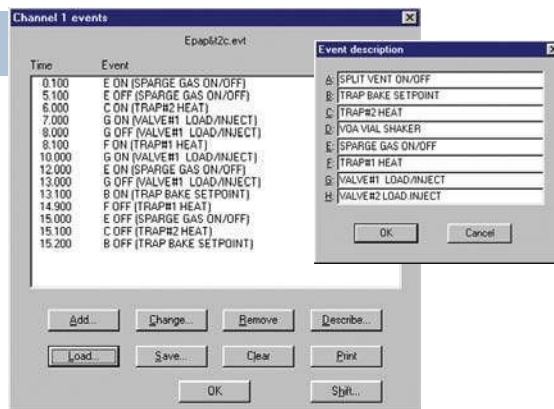 Channel 1 events
Epap&t2c.evt
Time Event
0.100 E ON (SPARGE GAS ON/OFF)
5.100 E OFF (SPARGE GAS ON/OFF)
6.000 C ON (TRAP#2 HEAT)
7.000 G ON (VALVE#1 LOAD/INJECT)
8.000 G OFF (VALVE#1 LOAD/INJECT)
8.100 F ON (TRAP#1 HEAT)
10.000 G ON (VALVE#1 LOAD/INJECT)
12.000 E ON (SPARGE GAS ON/OFF)
13.000 G OFF (VALVE#1 LOAD/INJECT)
13.100 B ON (TRAP BAKE SETPOINT)
14.900 F OFF (TRAP#1 HEAT)
15.000 E OFF (SPARGE GAS ON/OFF)
15.100 C OFF (TRAP#2 HEAT)
15.200 B OFF (TRAP BAKE SETPOINT)
Add... Change... Remove Describe...
Load... Save... Clear Print
OK Shift...
Event description
A: SPLIT VENT ON/OFF
B: TRAP BAKE SETPOINT
C: TRAP#2 HEAT
D: VOA VIAL SHAKER
E: SPARGE GAS ON/OFF
F: TRAP#1 HEAT
G: VALVE#1 LOAD/INJECT
H: VALVE#2 LOAD.INJECT
OK Cancel